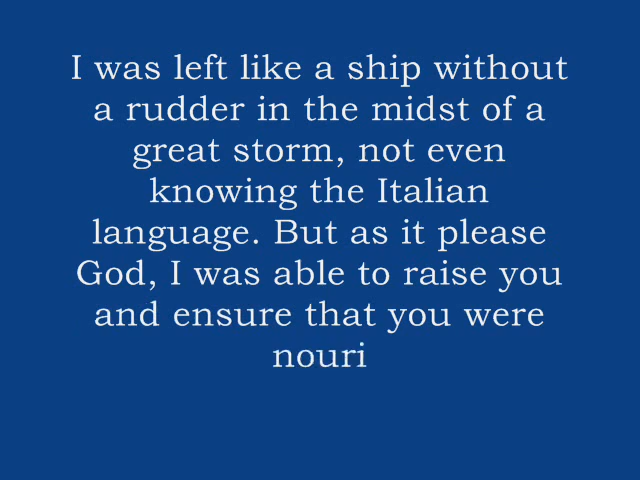 I was left like a ship without
a rudder in the midst of a
great storm, not even
knowing the Italian
language. But as it please
God, I was able to raise you
and ensure that you were
nouri